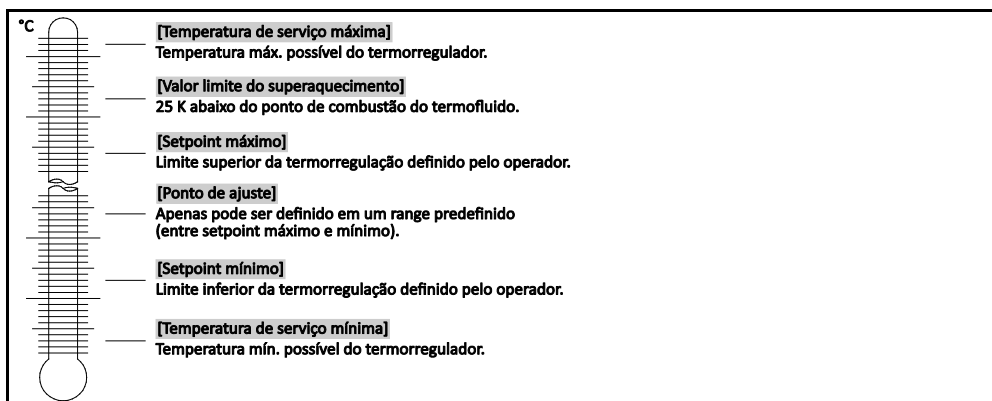 °C
[Temperatura de serviço máxima]
Temperatura máx. possível do termorregulador.
[Valor limite do superaquecimento]
25 K abaixo do ponto de combustão do termofluido.
[Setpoint máximo]
Limite superior da termorregulação definido pelo operador.
[Ponto de ajuste]
Apenas pode ser definido em um range predefinido
(entre setpoint máximo e mínimo).
[Setpoint mínimo]
Limite inferior da termorregulação definido pelo operador.
[Temperatura de serviço mínima]
Temperatura mín. possível do termorregulador.